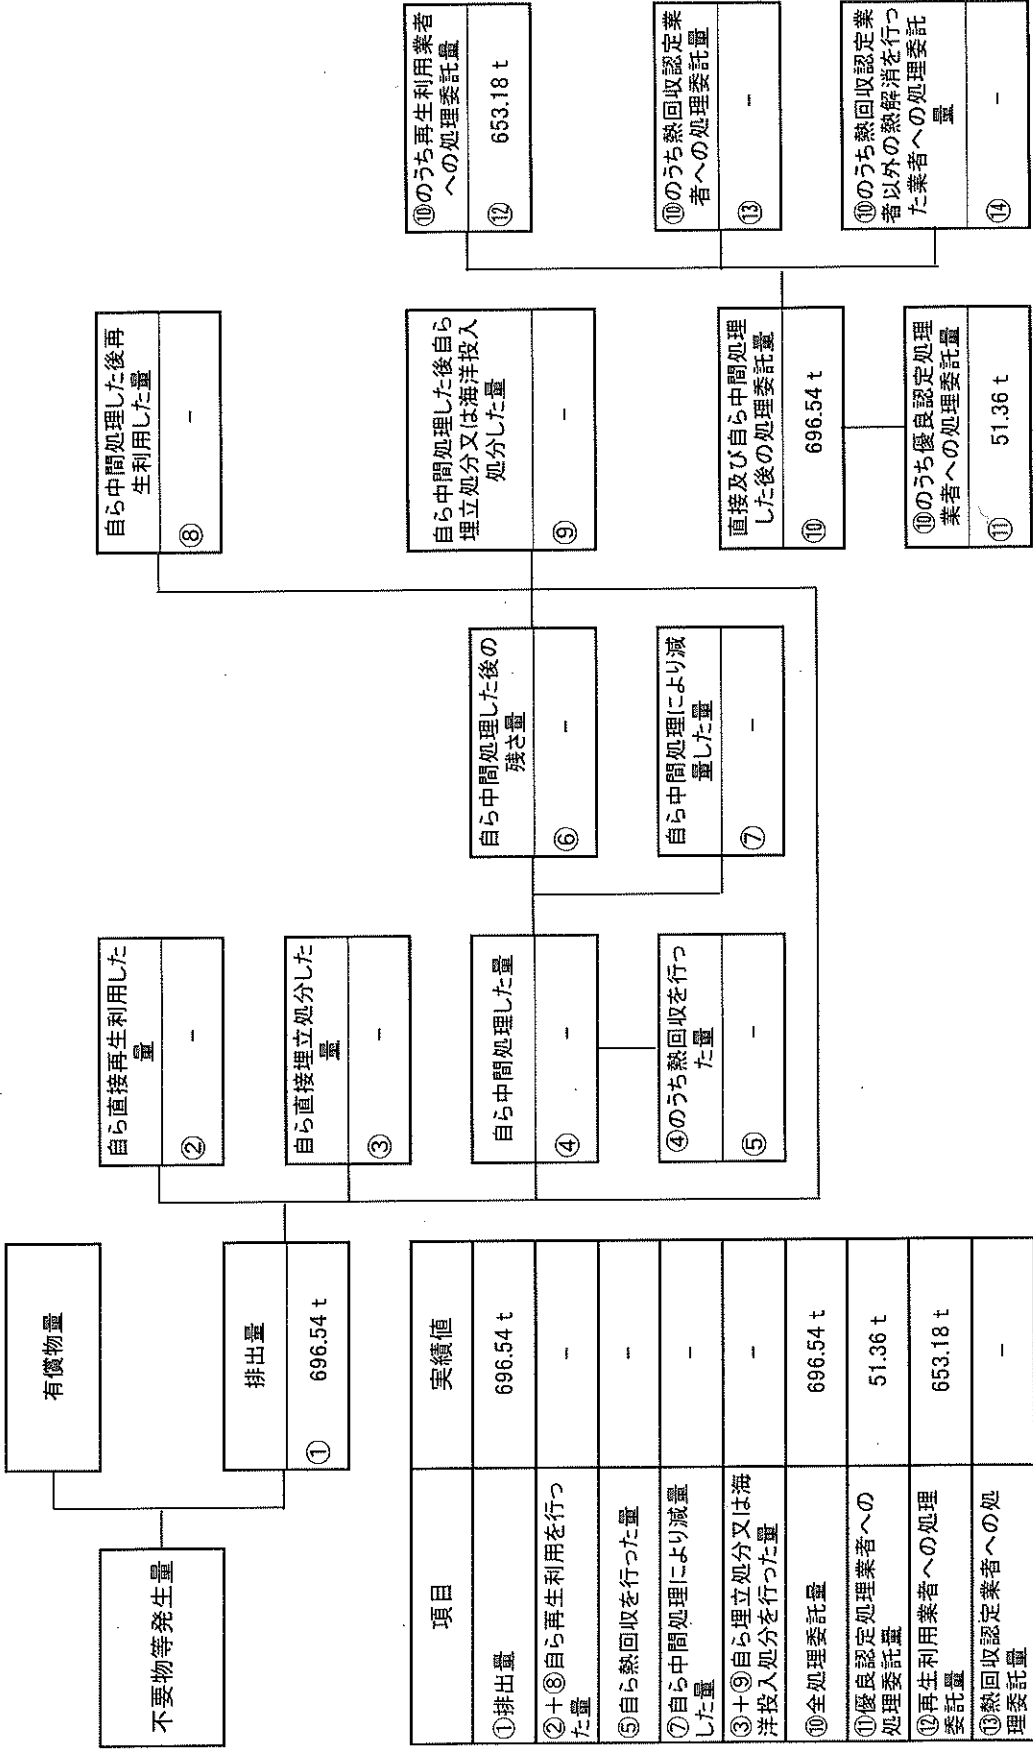 不要物等発生量
有償物量
排出量
① 696.54 t
自ら直接再生利用した
量
② －
自ら直接埋立処分した
量
③ －
自ら中間処理した量
④ －
④のうち熱回収を行っ
た量
⑤ －
自ら中間処理した後の
残さ量
⑥ －
自ら中間処理により減
量した量
⑦ －
自ら中間処理した後再
生利用した量
⑧ －
自ら中間処理した後自ら
埋立処分又は海洋投入
処分した量
⑨ －
直接及び自ら中間処理
した後の処理委託量
⑩ 696.54 t
⑩のうち優良認定処理
業者への処理委託量
⑪ 51.36 t
⑩のうち再生利用業者
への処理委託量
⑫ 653.18 t
⑩のうち熱回収認定業
者への処理委託量
⑬ －
⑩のうち熱回収認定業
者以外の熱解消を行っ
た業者への処理委託
量
⑭ －
項目 実績値
①排出量 696.54 t
②＋⑧自ら再生利用を行っ
た量 －
⑤自ら熱回収を行った量 －
⑦自ら中間処理により減量
した量 －
③＋⑨自ら埋立処分又は海
洋投入処分を行った量 －
⑩全処理委託量 696.54 t
⑪優良認定処理業者への
処理委託量 51.36 t
⑫再生利用業者への処理
委託量 653.18 t
⑬熱回収認定業者への処
理委託量 －